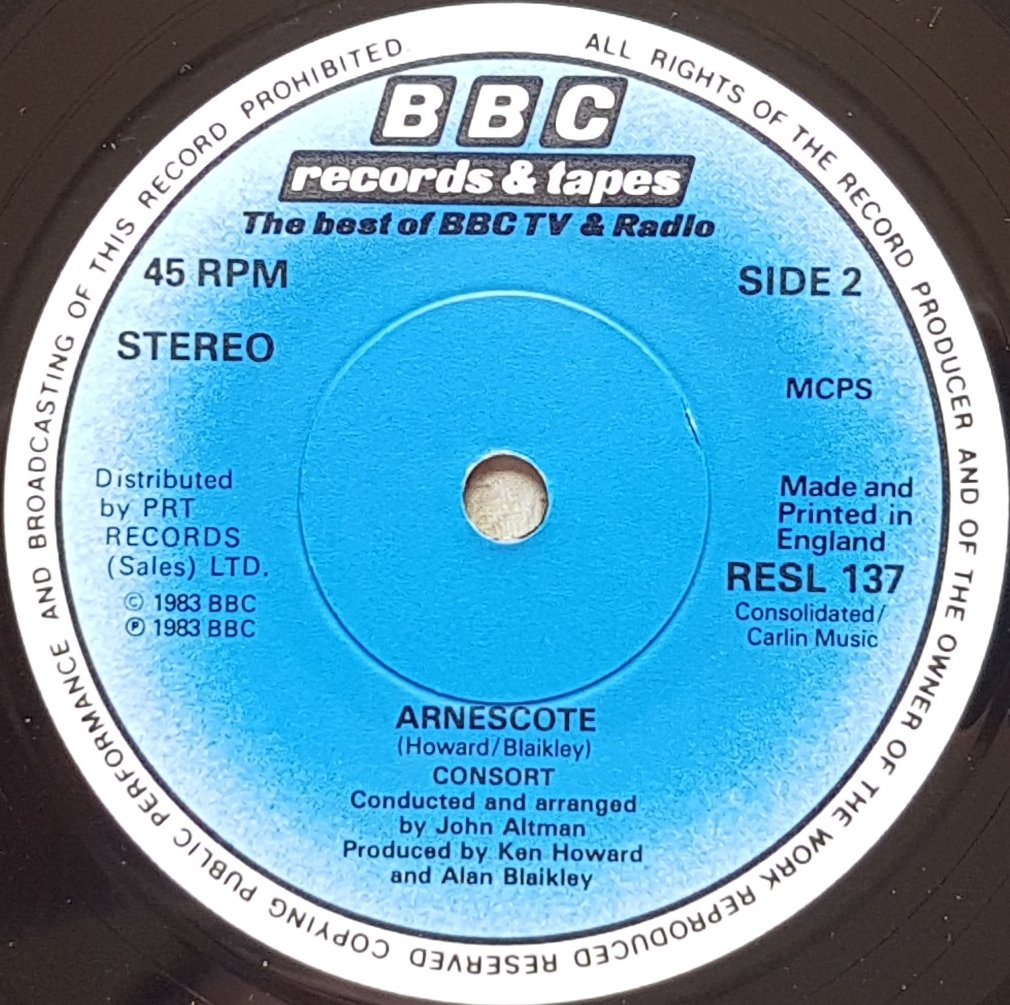 ALL RIGHTS OF THE RECORD PRODUCER AND OF THE OWNER OF THE WORK REPRODUCED RESERVED COPYING PUBLIC PERFORMANCE AND BROADCASTING OF THIS RECORD PROHIBITED.
BBC
records & tapes
The best of BBC TV & Radio
45 RPM
SIDE 2
STEREO
MCPS
Distributed
by PRT
RECORDS
(Sales) LTD.
© 1983 BBC
℗ 1983 BBC
Made and
Printed in
England
RESL 137
Consolidated/
Carlin Music
ARNESCOTE
(Howard/Blaikley)
CONSORT
Conducted and arranged
by John Altman
Produced by Ken Howard
and Alan Blaikley